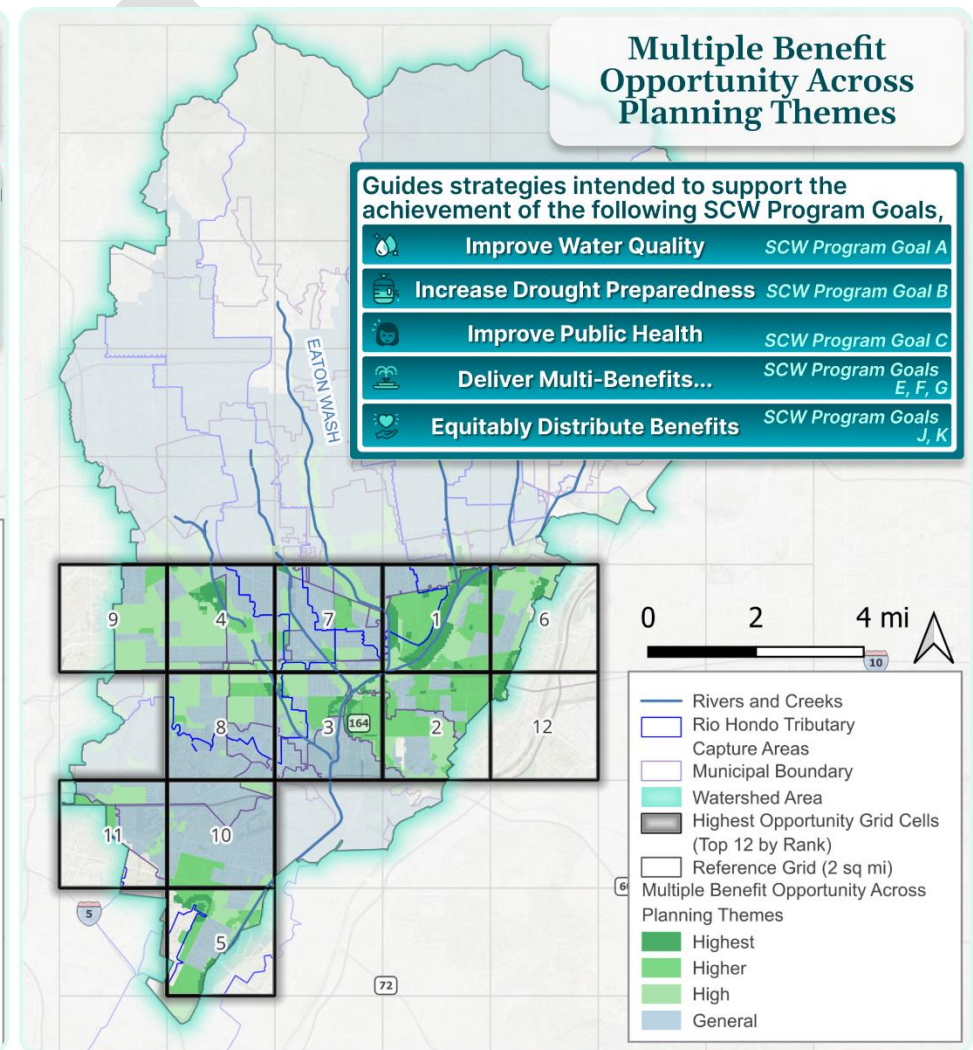 Multiple Benefit
Opportunity Across
Planning Themes
Guides strategies intended to support the
achievement of the following SCW Program Goals,
Improve Water Quality SCW Program Goal A
Increase Drought Preparedness SCW Program Goal B
Improve Public Health SCW Program Goal C
Deliver Multi-Benefits... SCW Program Goals
E, F, G
Equitably Distribute Benefits SCW Program Goals
J, K
EATON WASH
9 4 7 1 6
8 3 164 2 12
11 10
5
5
72
0 2 4 mi
10
Rivers and Creeks
Rio Hondo Tributary
Capture Areas
Municipal Boundary
Watershed Area
Highest Opportunity Grid Cells
(Top 12 by Rank)
Reference Grid (2 sq mi)
Multiple Benefit Opportunity Across
Planning Themes
Highest
Higher
High
General